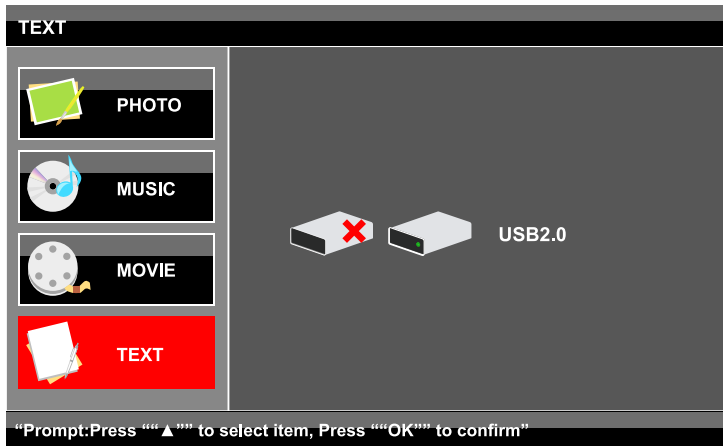 TEXT
PHOTO
MUSIC
MOVIE
TEXT
USB2.0
“Prompt:Press ““▲”” to select item, Press ““OK”” to confirm”